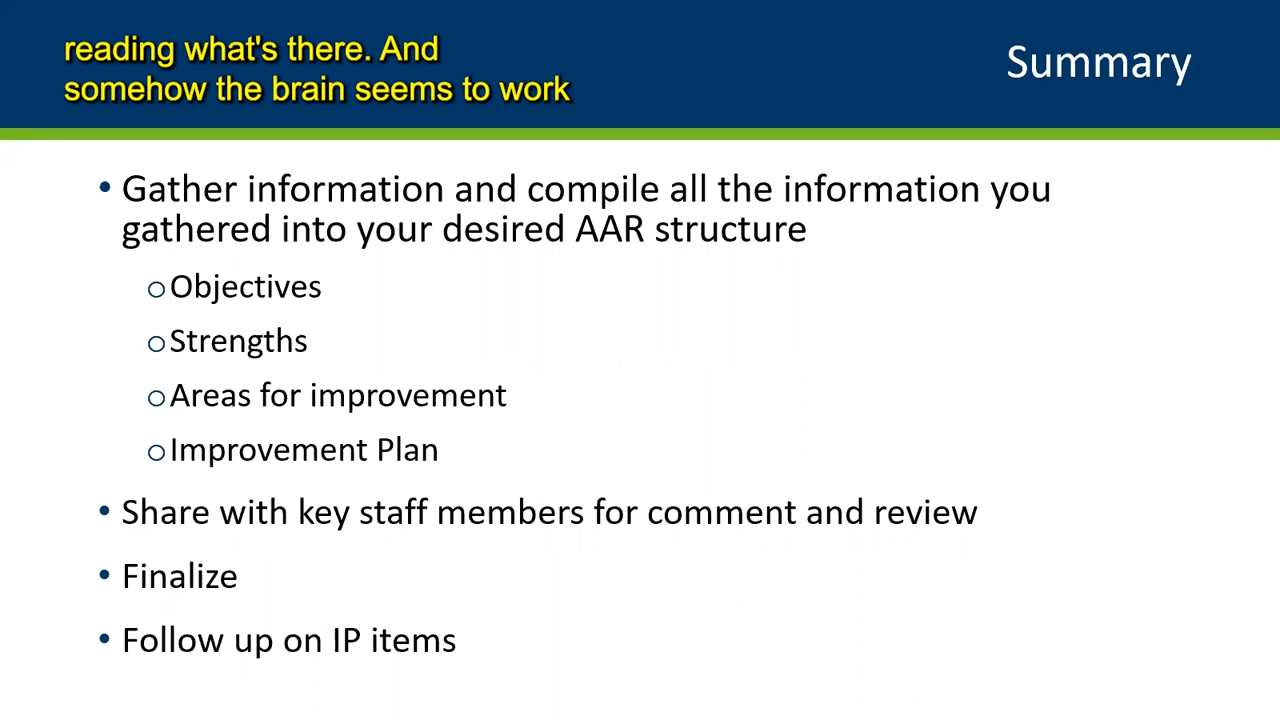 reading what's there. And
somehow the brain seems to work
Summary
• Gather information and compile all the information you
gathered into your desired AAR structure
o Objectives
o Strengths
o Areas for improvement
o Improvement Plan
• Share with key staff members for comment and review
• Finalize
• Follow up on IP items